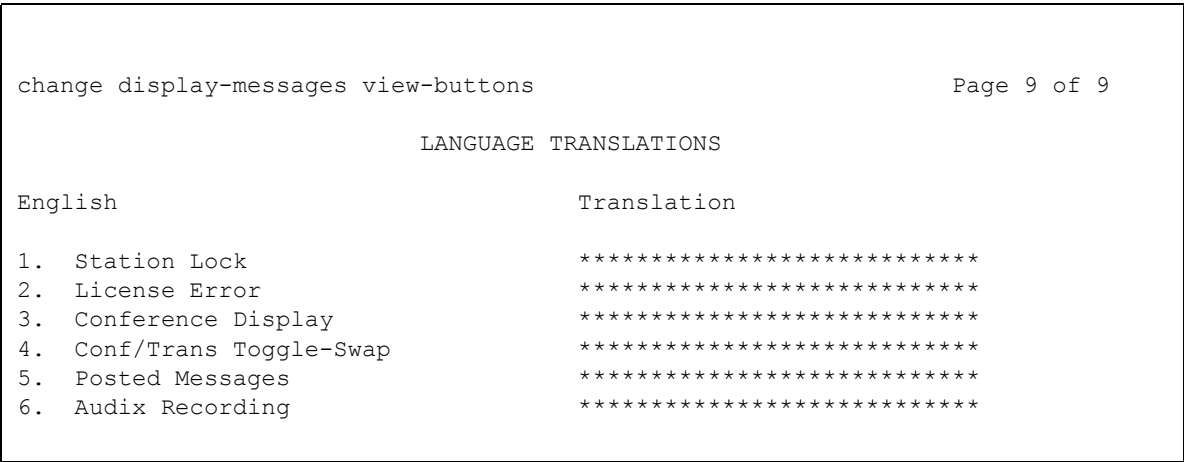 change display-messages view-buttons Page 9 of 9
LANGUAGE TRANSLATIONS
English Translation
1. Station Lock ****************************
2. License Error ****************************
3. Conference Display ****************************
4. Conf/Trans Toggle-Swap ****************************
5. Posted Messages ****************************
6. Audix Recording ****************************